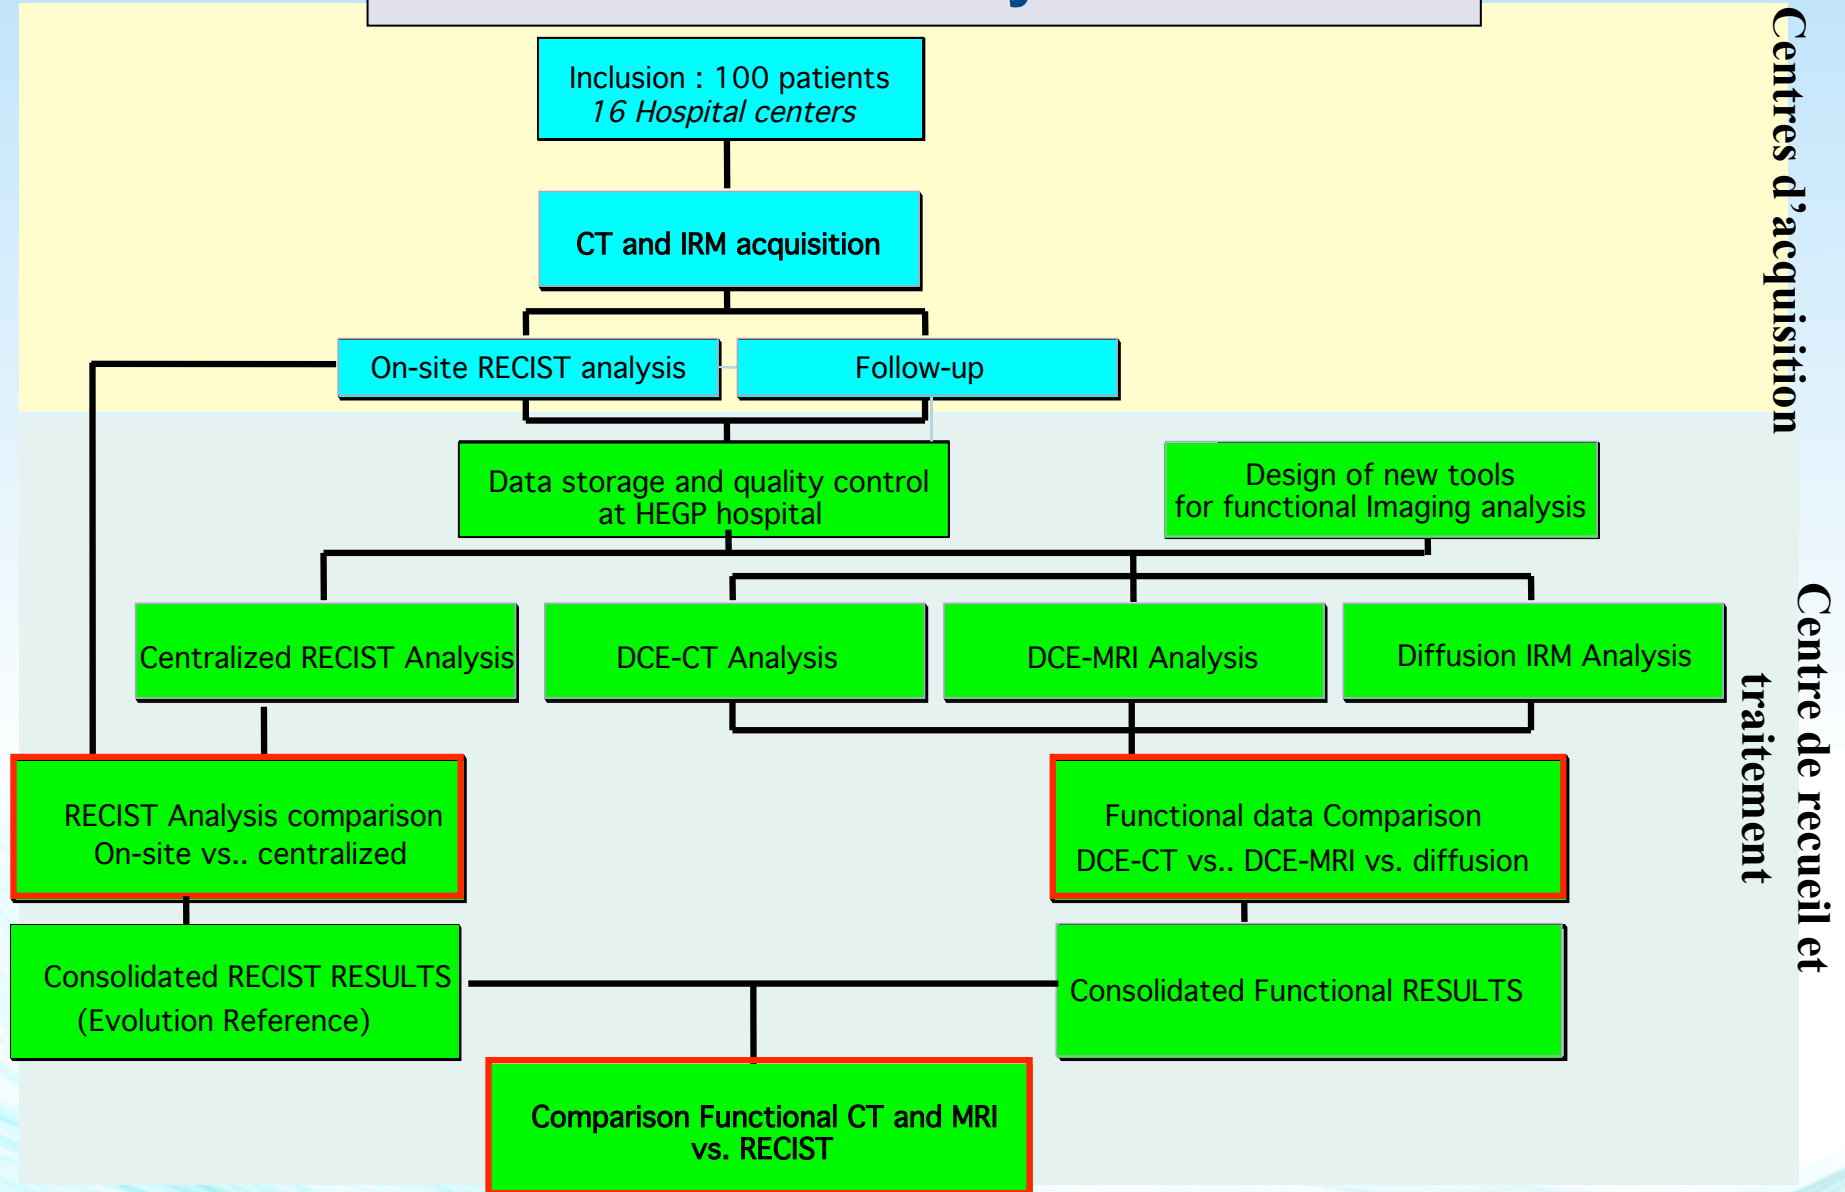 Inclusion : 100 patients
16 Hospital centers
CT and IRM acquisition
On-site RECIST analysis
Follow-up
Centres d’acquisition
Data storage and quality control
at HEGP hospital
Design of new tools
for functional Imaging analysis
Centralized RECIST Analysis
DCE-CT Analysis
DCE-MRI Analysis
Diffusion IRM Analysis
Centre de recueil et
traitement
RECIST Analysis comparison
On-site vs.. centralized
Functional data Comparison
DCE-CT vs.. DCE-MRI vs. diffusion
Consolidated RECIST RESULTS
(Evolution Reference)
Consolidated Functional RESULTS
Comparison Functional CT and MRI
vs. RECIST